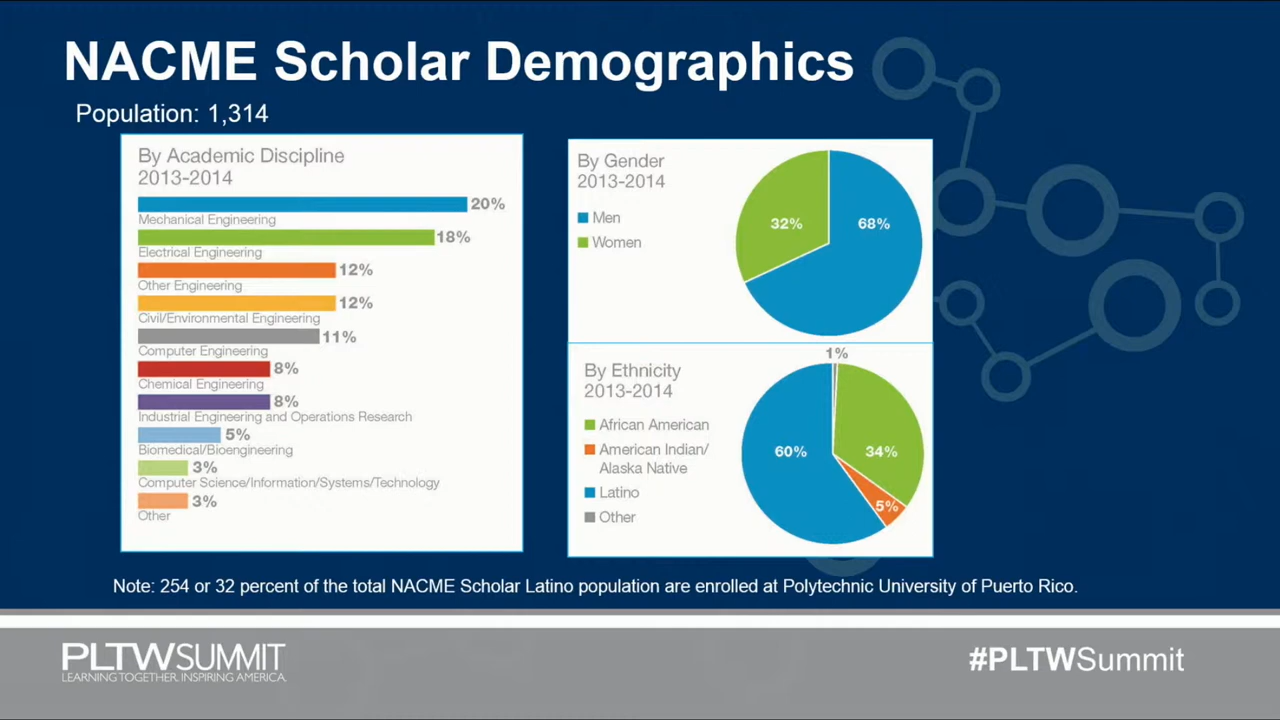 NACME Scholar Demographics
Population: 1,314
By Academic Discipline
2013-2014
20%
Mechanical Engineering
18%
Electrical Engineering
12%
Other Engineering
12%
Civil/Environmental Engineering
11%
Computer Engineering
8%
Chemical Engineering
8%
Industrial Engineering and Operations Research
5%
Biomedical/Bioengineering
3%
Computer Science/Information/Systems/Technology
3%
Other
By Gender
2013-2014
Men
Women
32%
68%
By Ethnicity
2013-2014
African American
American Indian/
Alaska Native
Latino
Other
1%
60%
34%
5%
Note: 254 or 32 percent of the total NACME Scholar Latino population are enrolled at Polytechnic University of Puerto Rico.
PLTWSUMMIT
LEARNING TOGETHER. INSPIRING AMERICA.
#PLTWSummit